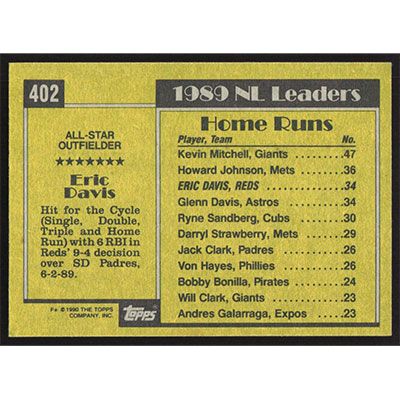 402
ALL-STAR
OUTFIELDER
★★★★★★★
Eric
Davis
Hit for the Cycle
(Single, Double,
Triple and Home
Run) with 6 RBI in
Reds' 9-4 decision
over SD Padres,
6-2-89.
1989 NL Leaders
Home Runs
Player, Team No.
Kevin Mitchell, Giants .......47
Howard Johnson, Mets ......36
ERIC DAVIS, REDS ...........34
Glenn Davis, Astros ..........34
Ryne Sandberg, Cubs .......30
Darryl Strawberry, Mets .....29
Jack Clark, Padres ...........26
Von Hayes, Phillies ..........26
Bobby Bonilla, Pirates .......24
Will Clark, Giants .............23
Andres Galarraga, Expos ...23
© 1990 THE TOPPS
COMPANY, INC.
Topps